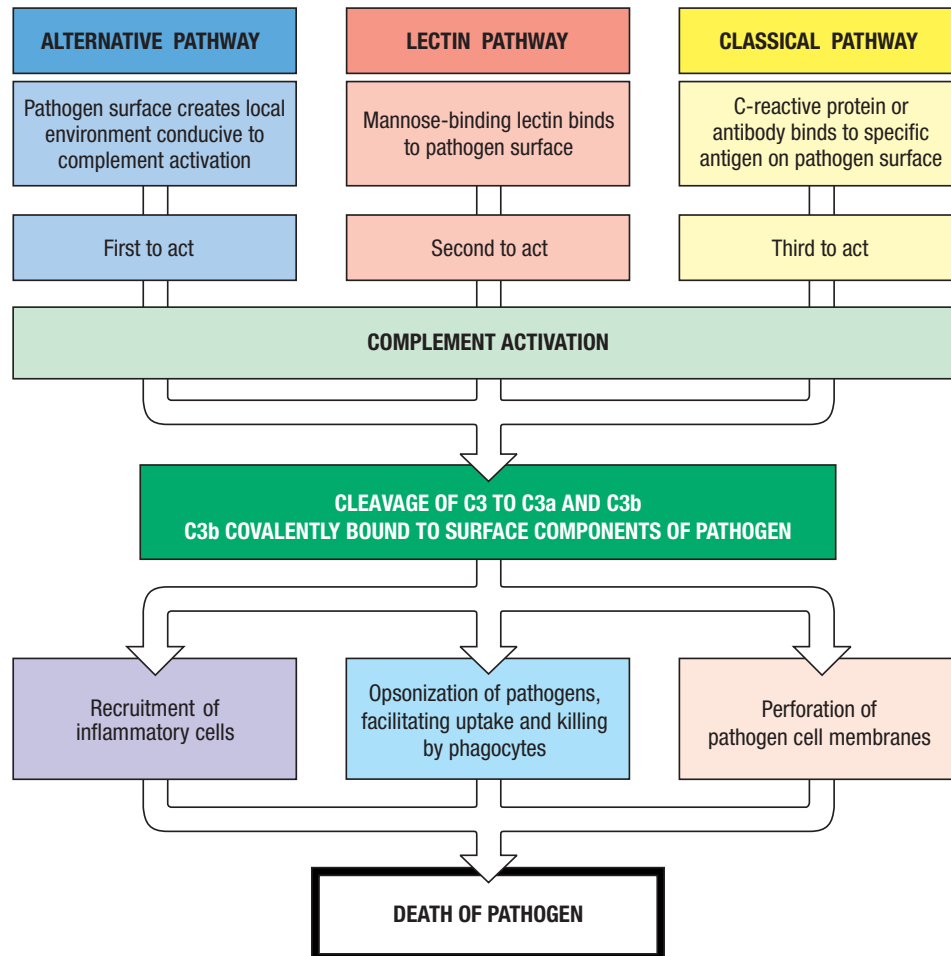 ALTERNATIVE PATHWAY
LECTIN PATHWAY
CLASSICAL PATHWAY
Pathogen surface creates local
environment conducive to
complement activation
Mannose-binding lectin binds
to pathogen surface
C-reactive protein or
antibody binds to specific
antigen on pathogen surface
First to act
Second to act
Third to act
COMPLEMENT ACTIVATION
CLEAVAGE OF C3 TO C3a AND C3b
C3b COVALENTLY BOUND TO SURFACE COMPONENTS OF PATHOGEN
Recruitment of
inflammatory cells
Opsonization of pathogens,
facilitating uptake and killing
by phagocytes
Perforation of
pathogen cell membranes
DEATH OF PATHOGEN